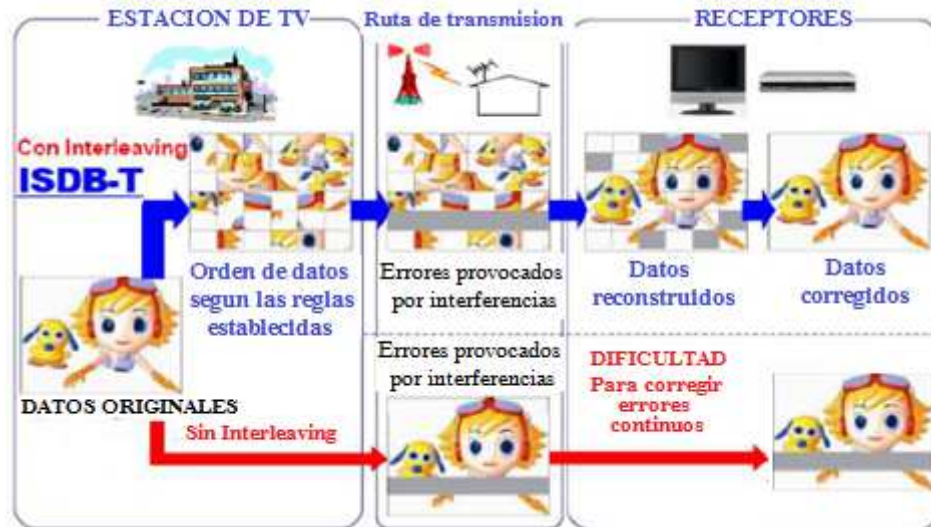 ESTACION DE TV
Ruta de transmision
RECEPTORES
Con Interleaving
ISDB-T
Orden de datos
segun las reglas
establecidas
Errores provocados
por interferencias
Datos
reconstruidos
Datos
corregidos
DATOS ORIGINALES
Sin Interleaving
Errores provocados
por interferencias
DIFICULTAD
Para corregir
errores
continuos